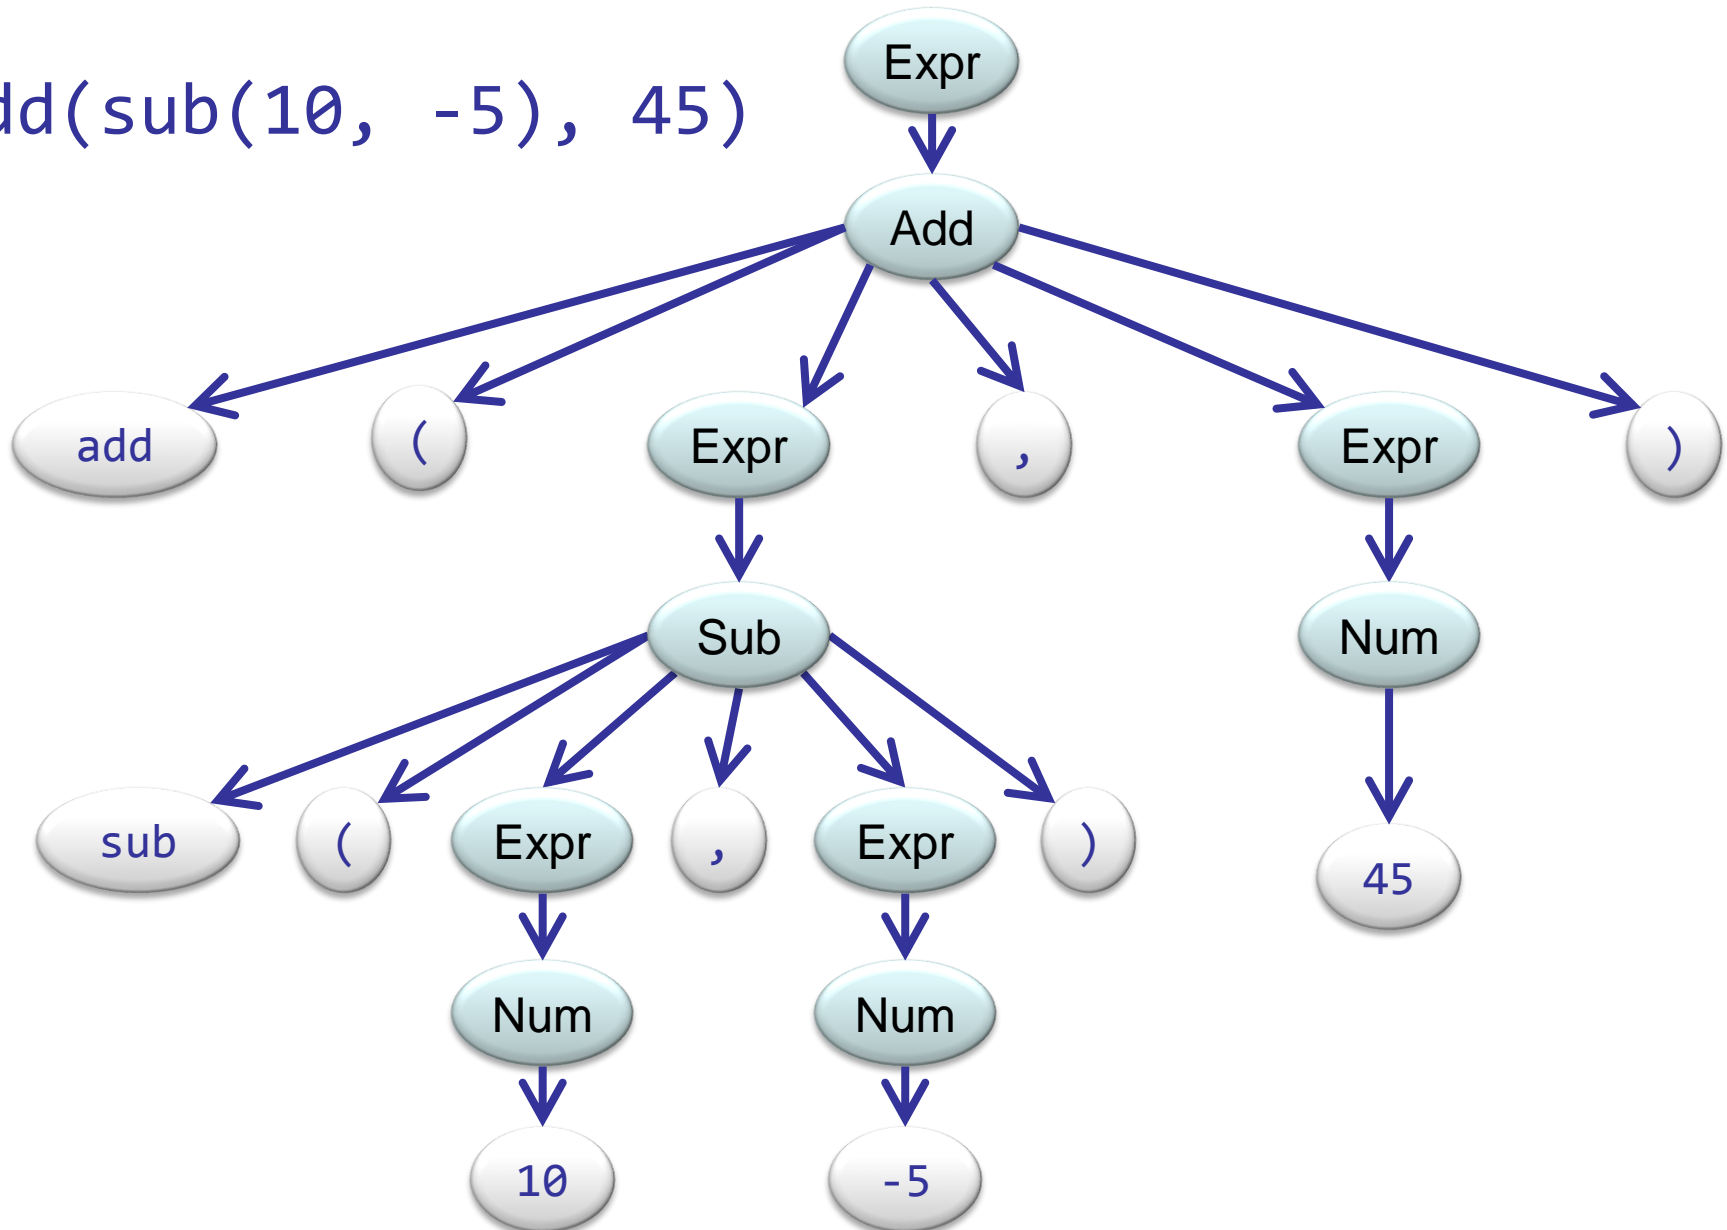 dd(sub(10, -5), 45)
Expr
Add
add ( Expr , Expr )
Sub Num
sub ( Expr , Expr ) 45
Num Num
10 -5